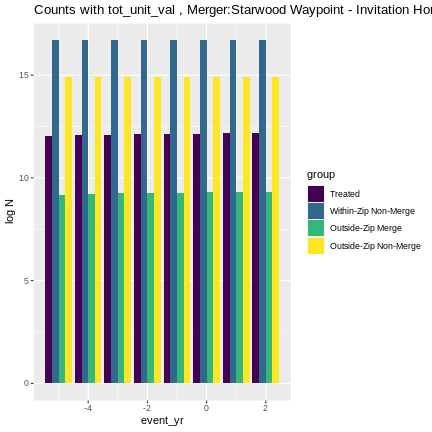 Counts with tot_unit_val , Merger:Starwood Waypoint - Invitation Hor
log N
15
10
5
0
-4 -2 0 2
event_yr
group
Treated
Within-Zip Non-Merge
Outside-Zip Merge
Outside-Zip Non-Merge